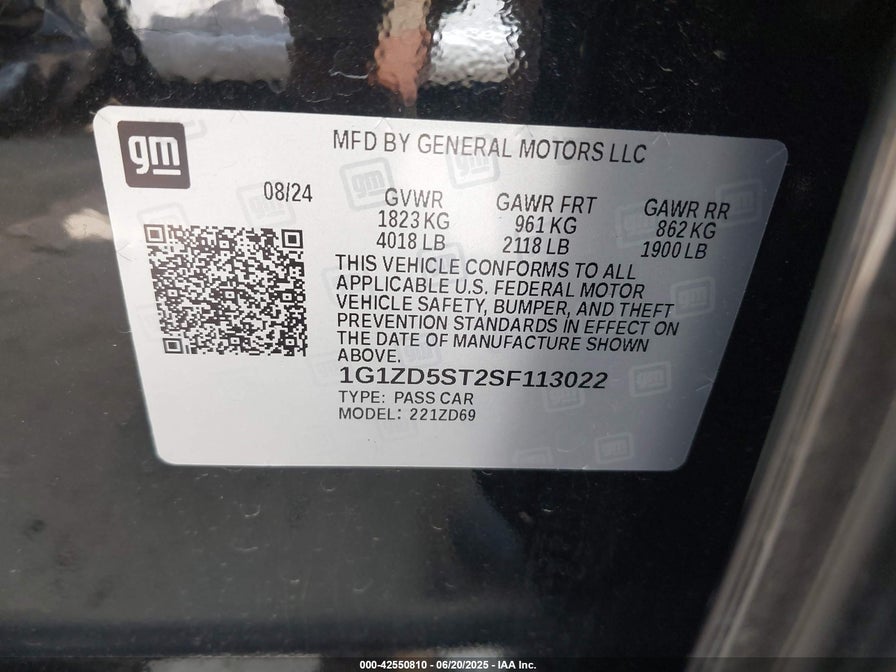 gm
MFD BY GENERAL MOTORS LLC
08/24
GVWR GAWR FRT GAWR RR
1823 KG 961 KG 862 KG
4018 LB 2118 LB 1900 LB
THIS VEHICLE CONFORMS TO ALL
APPLICABLE U.S. FEDERAL MOTOR
VEHICLE SAFETY, BUMPER, AND THEFT
PREVENTION STANDARDS IN EFFECT ON
THE DATE OF MANUFACTURE SHOWN
ABOVE.
1G1ZD5ST2SF113022
TYPE: PASS CAR
MODEL: 221ZD69
000-42550810 - 06/20/2025 - IAA Inc.